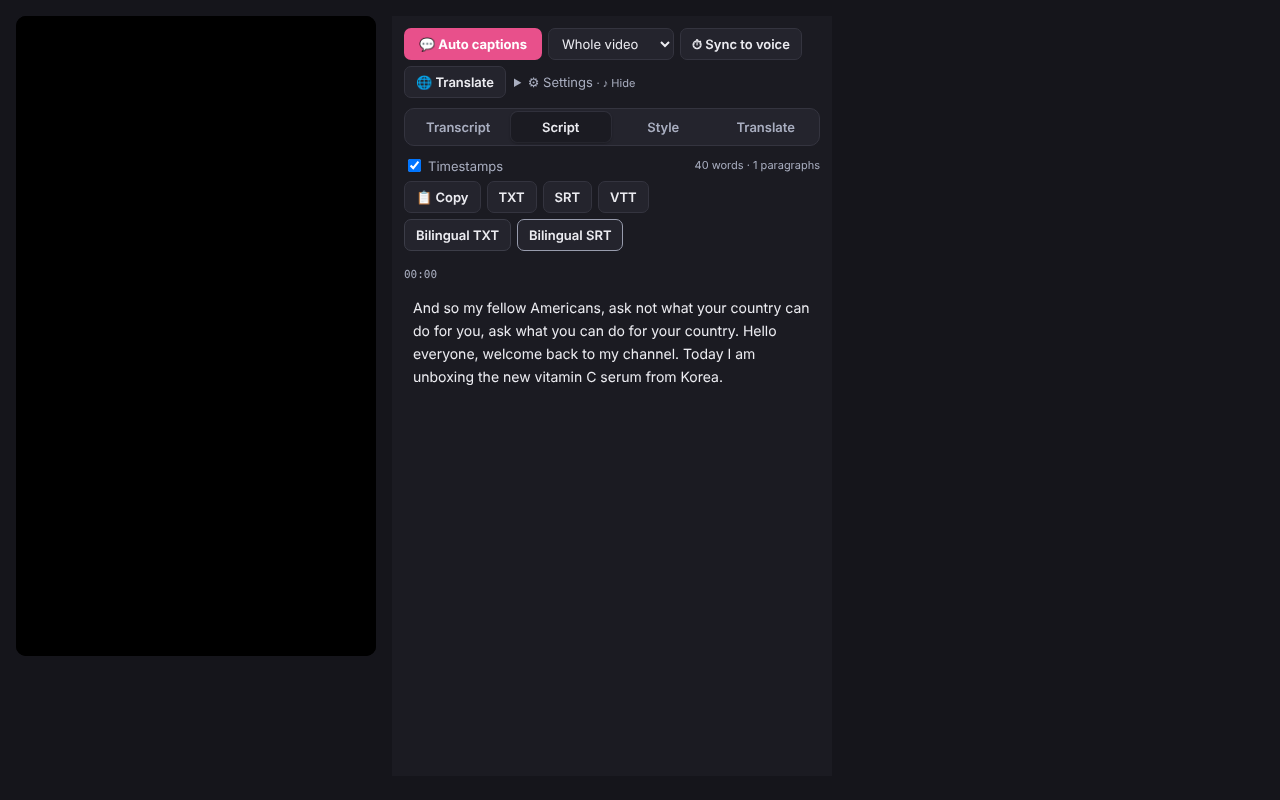 💬 Auto captions Whole video ⏱ Sync to voice
🌐 Translate ▶ ⚙ Settings · ♪ Hide
Transcript Script Style Translate
Timestamps 40 words · 1 paragraphs
📋 Copy TXT SRT VTT
Bilingual TXT Bilingual SRT
00:00
And so my fellow Americans, ask not what your country can
do for you, ask what you can do for your country. Hello
everyone, welcome back to my channel. Today I am
unboxing the new vitamin C serum from Korea.